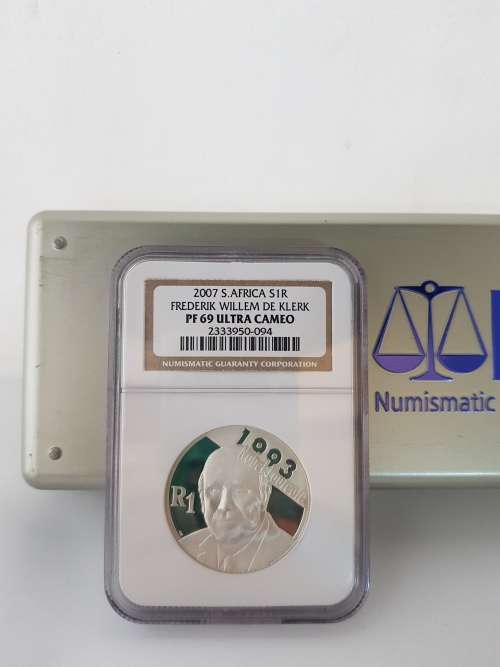 2007 S.AFRICA S1R
FREDERIK WILLEM DE KLERK
PF 69 ULTRA CAMEO
2333950-094
NUMISMATIC GUARANTY CORPORATION
1993
R1
Numismatic